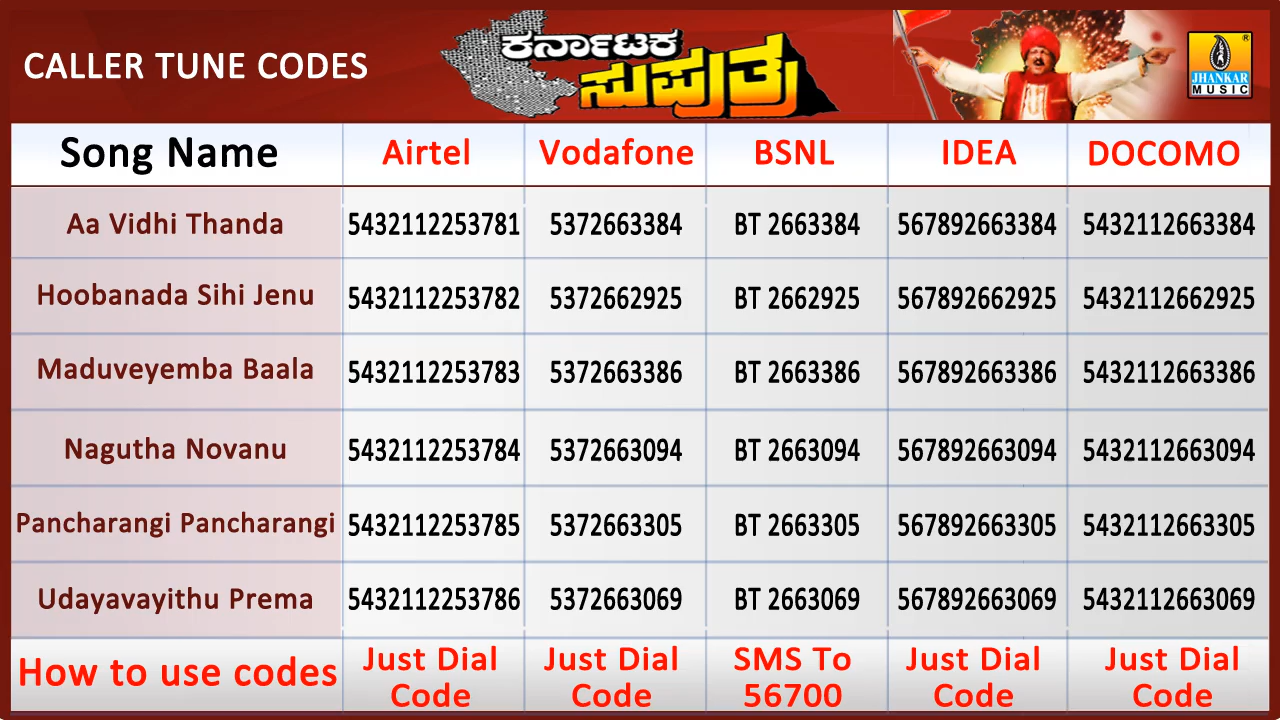 CALLER TUNE CODES
ಕರ್ನಾಟಕ
ಸುಪುತ್ರ
JHANKAR
MUSIC
®
Song Name Airtel Vodafone BSNL IDEA DOCOMO
Aa Vidhi Thanda 5432112253781 5372663384 BT 2663384 567892663384 5432112663384
Hoobanada Sihi Jenu 5432112253782 5372662925 BT 2662925 567892662925 5432112662925
Maduveyemba Baala 5432112253783 5372663386 BT 2663386 567892663386 5432112663386
Nagutha Novanu 5432112253784 5372663094 BT 2663094 567892663094 5432112663094
Pancharangi Pancharangi 5432112253785 5372663305 BT 2663305 567892663305 5432112663305
Udayavayithu Prema 5432112253786 5372663069 BT 2663069 567892663069 5432112663069
How to use codes Just Dial Code Just Dial Code SMS To 56700 Just Dial Code Just Dial Code